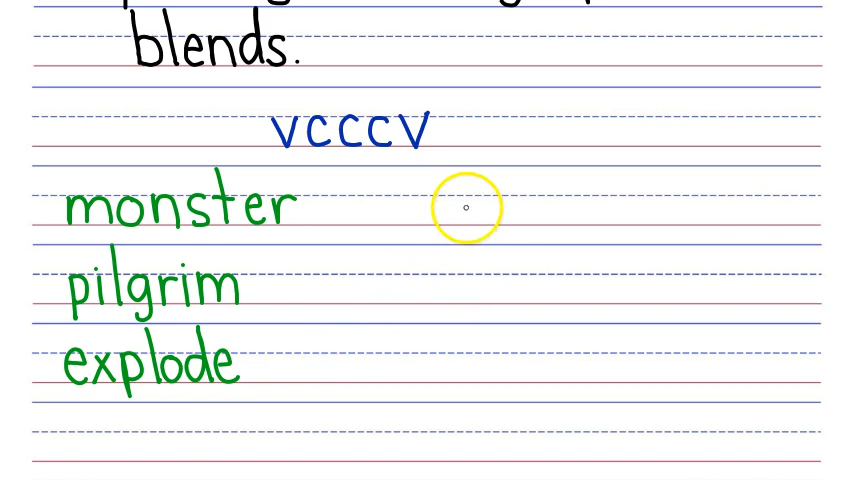 blends.
vcccv
monster
pilgrim
explode